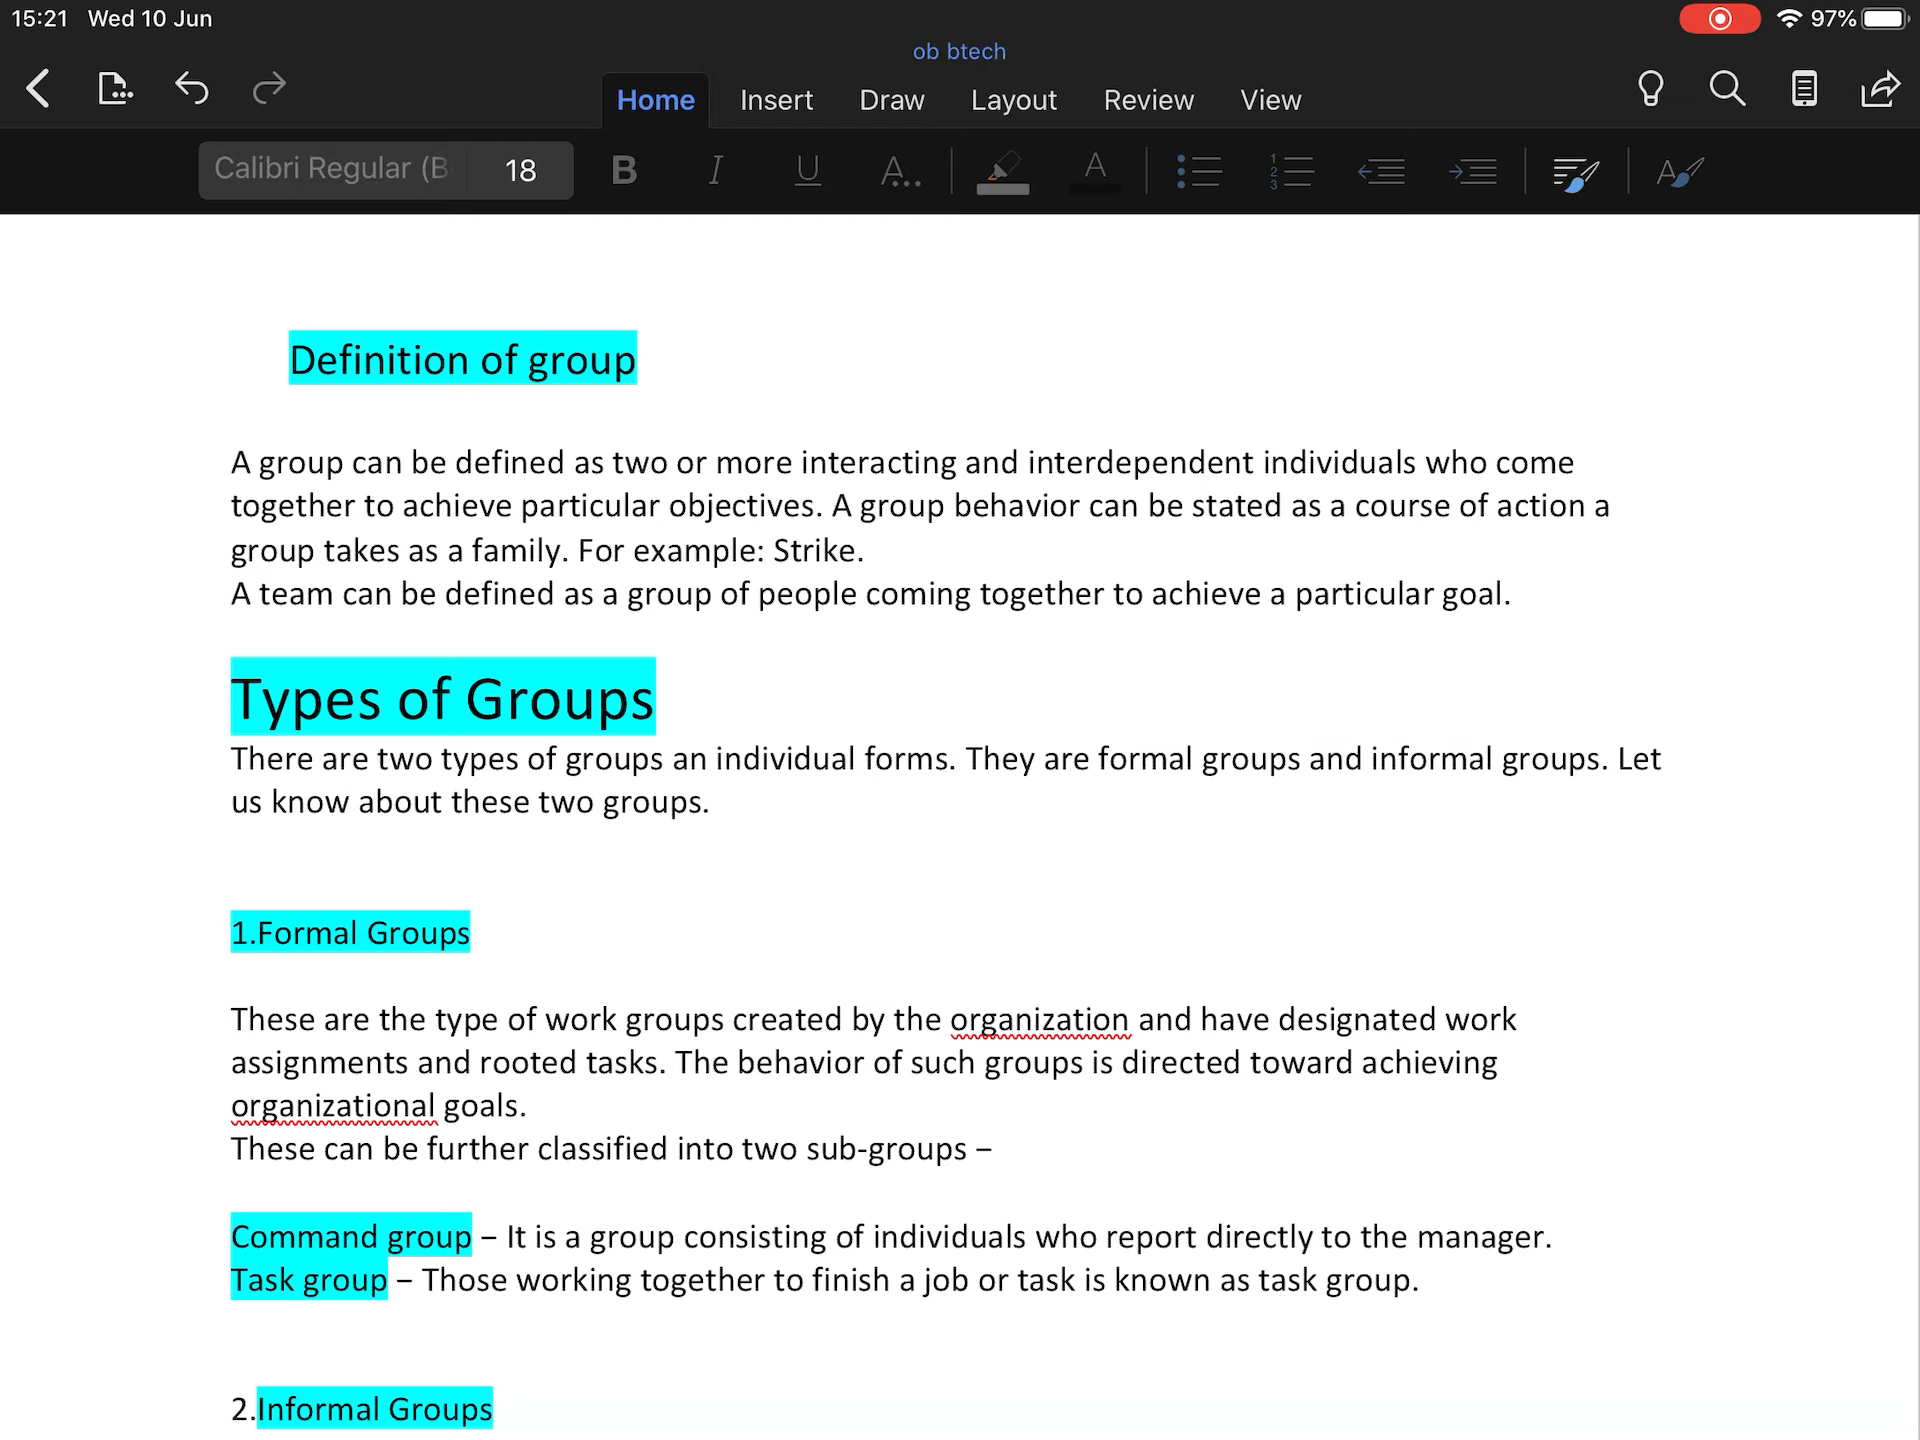 15:21 Wed 10 Jun
97%
ob btech
Home Insert Draw Layout Review View
Calibri Regular (B 18 B I U A... A
Definition of group
A group can be defined as two or more interacting and interdependent individuals who come
together to achieve particular objectives. A group behavior can be stated as a course of action a
group takes as a family. For example: Strike.
A team can be defined as a group of people coming together to achieve a particular goal.
Types of Groups
There are two types of groups an individual forms. They are formal groups and informal groups. Let
us know about these two groups.
1.Formal Groups
These are the type of work groups created by the organization and have designated work
assignments and rooted tasks. The behavior of such groups is directed toward achieving
organizational goals.
These can be further classified into two sub-groups –
Command group – It is a group consisting of individuals who report directly to the manager.
Task group – Those working together to finish a job or task is known as task group.
2.Informal Groups